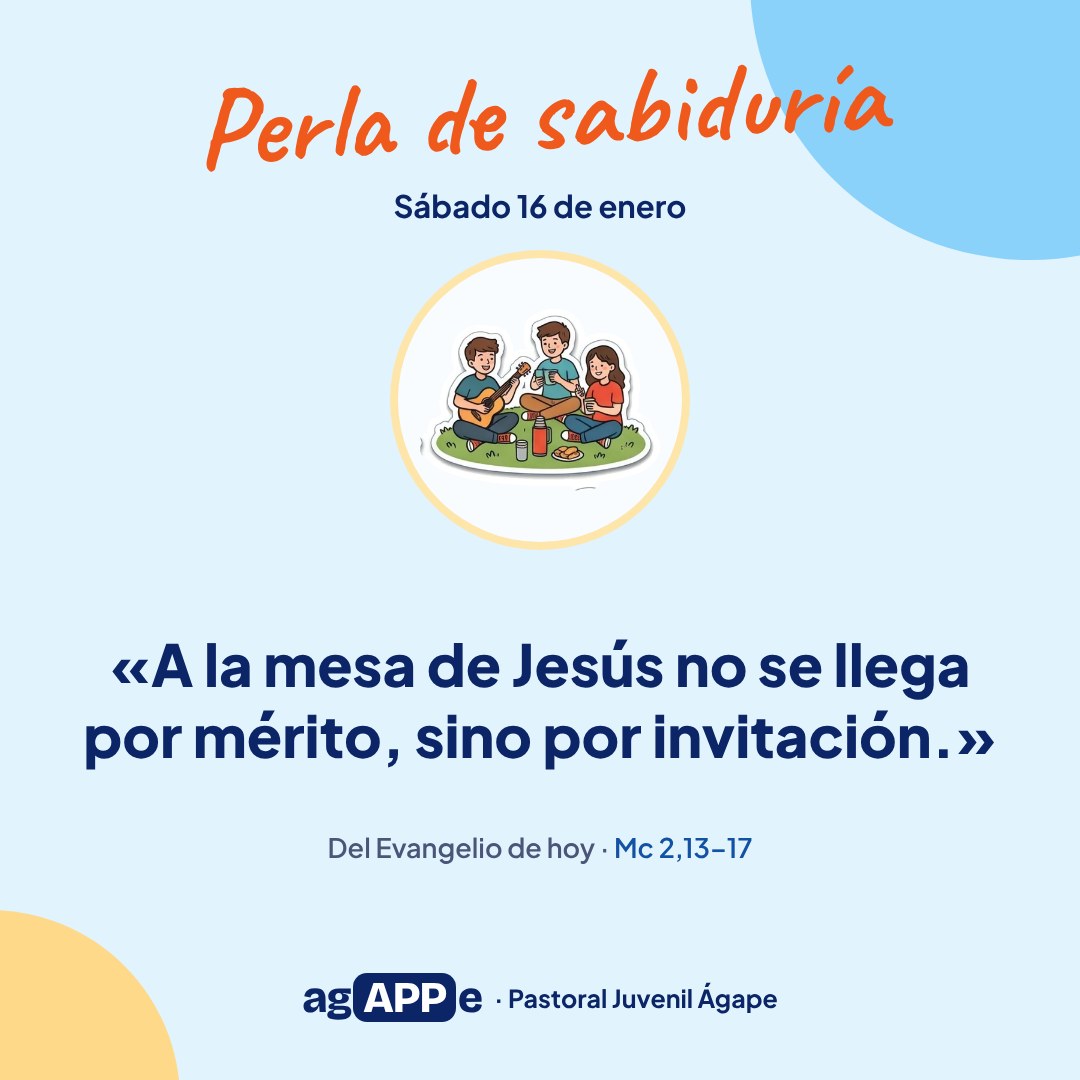 Perla de sabiduría
Sábado 16 de enero
«A la mesa de Jesús no se llega
por mérito, sino por invitación.»
Del Evangelio de hoy · Mc 2,13–17
agAPPe · Pastoral Juvenil Ágape